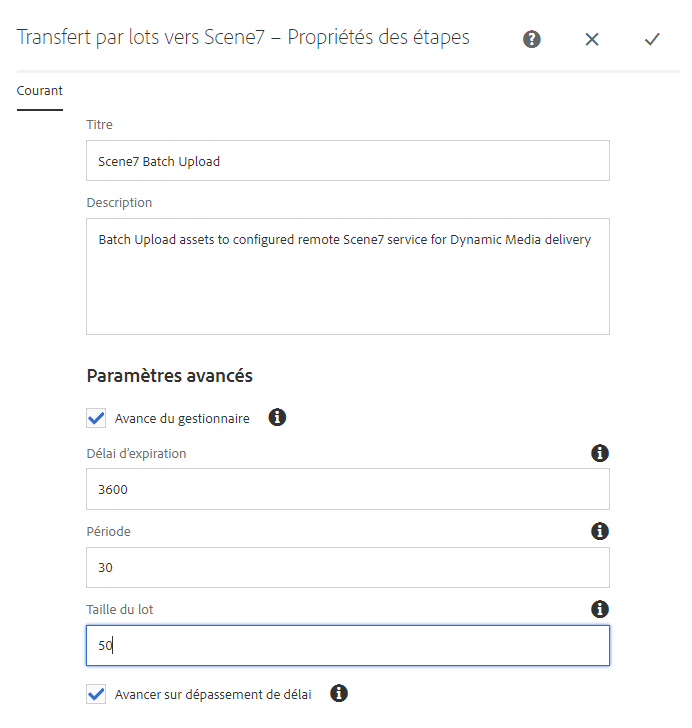 Transfert par lots vers Scene7 – Propriétés des étapes
Courant
Titre
Scene7 Batch Upload
Description
Batch Upload assets to configured remote Scene7 service for Dynamic Media delivery
Paramètres avancés
Avance du gestionnaire
Délai d’expiration
3600
Période
30
Taille du lot
50
Avancer sur dépassement de délai